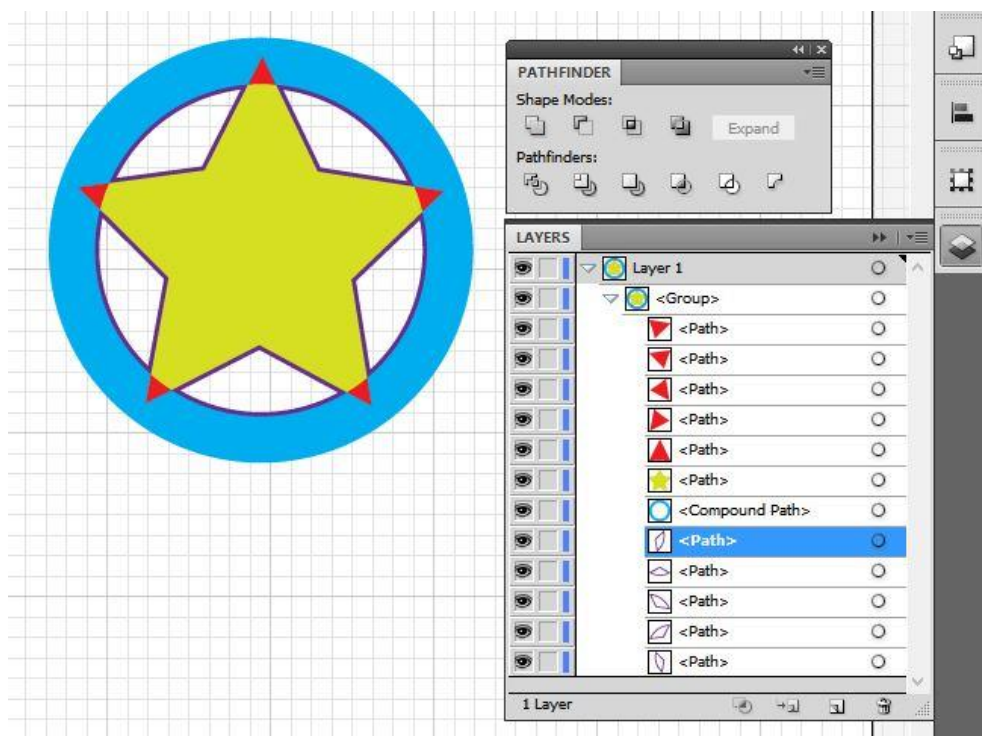 PATHFINDER
Shape Modes:
Expand
Pathfinders:
LAYERS
Layer 1
<Group>
<Path>
<Path>
<Path>
<Path>
<Path>
<Path>
<Compound Path>
<Path>
<Path>
<Path>
<Path>
<Path>
1 Layer